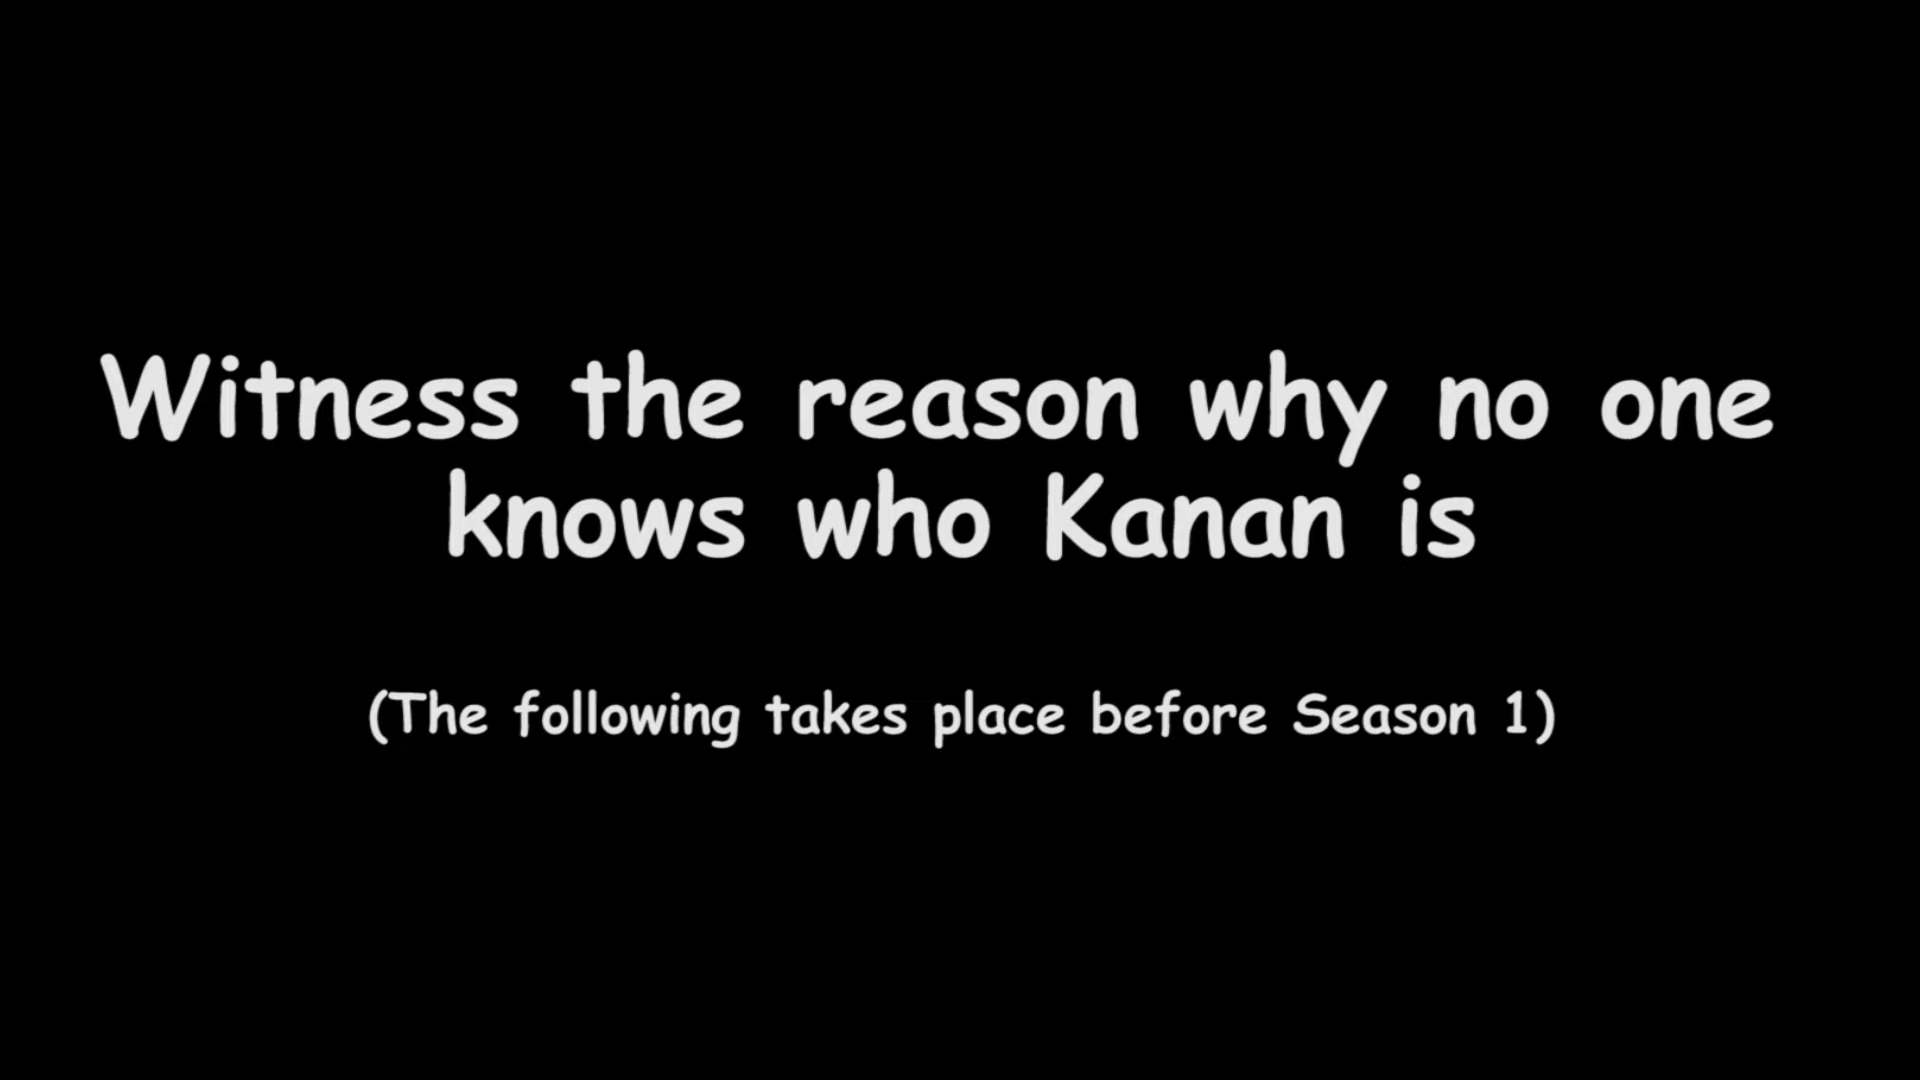 Witness the reason why no one
knows who Kanan is
(The following takes place before Season 1)